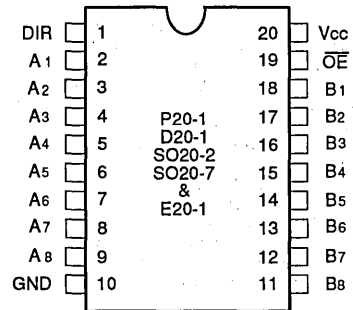 DIR 1 20 Vcc
A1 2 19 OE
A2 3 18 B1
A3 4 17 B2
A4 5 16 B3
A5 6 15 B4
A6 7 14 B5
A7 8 13 B6
A8 9 12 B7
GND 10 11 B8
P20-1
D20-1
SO20-2
SO20-7
&
E20-1